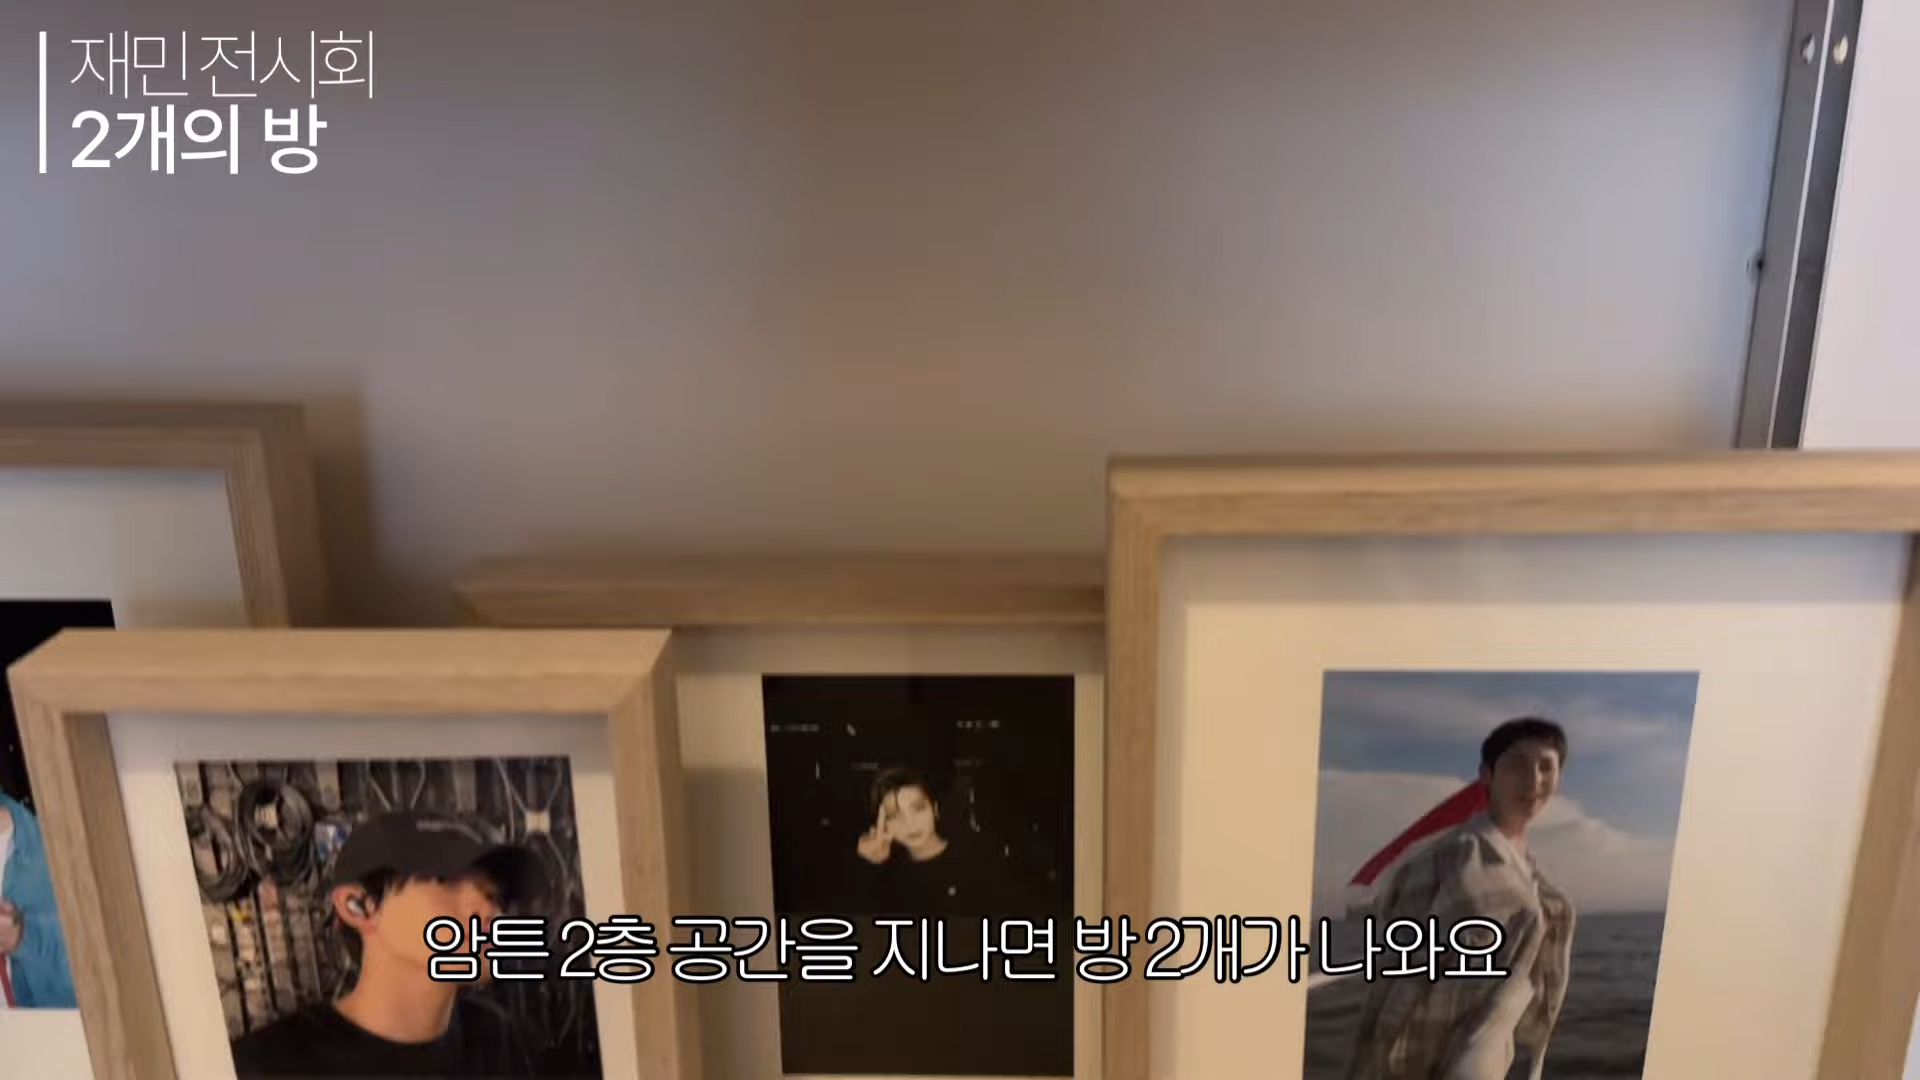 재민 전시회
2개의 방
암튼 2층 공간을 지나면 방 2개가 나와요